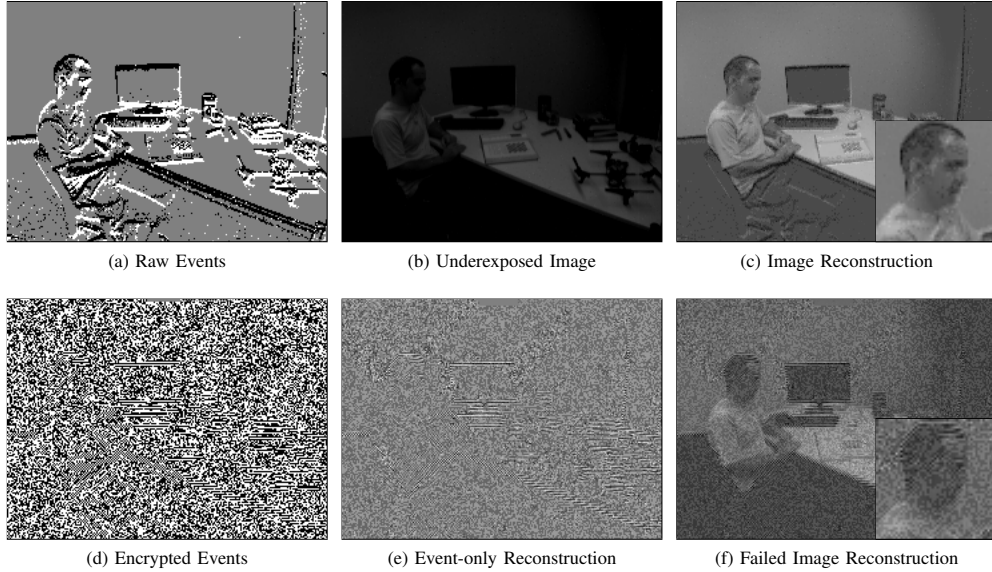 (a) Raw Events
(b) Underexposed Image
(c) Image Reconstruction
(d) Encrypted Events
(e) Event-only Reconstruction
(f) Failed Image Reconstruction